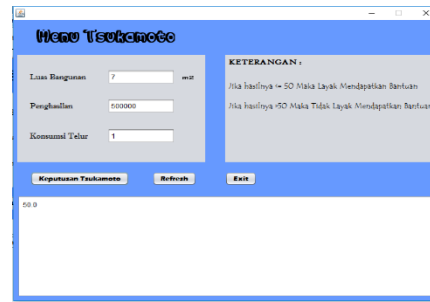 Menu Tsukamoto
Luas Bangunan 7 m2
Penghasilan 500000
Konsumsi Telur 1
KETERANGAN :
Jika hasilnya <= 50 Maka Layak Mendapatkan Bantuan
Jika hasilnya >50 Maka Tidak Layak Mendapatkan Bantuan
Keputusan Tsukamoto Refresh Exit
50.0